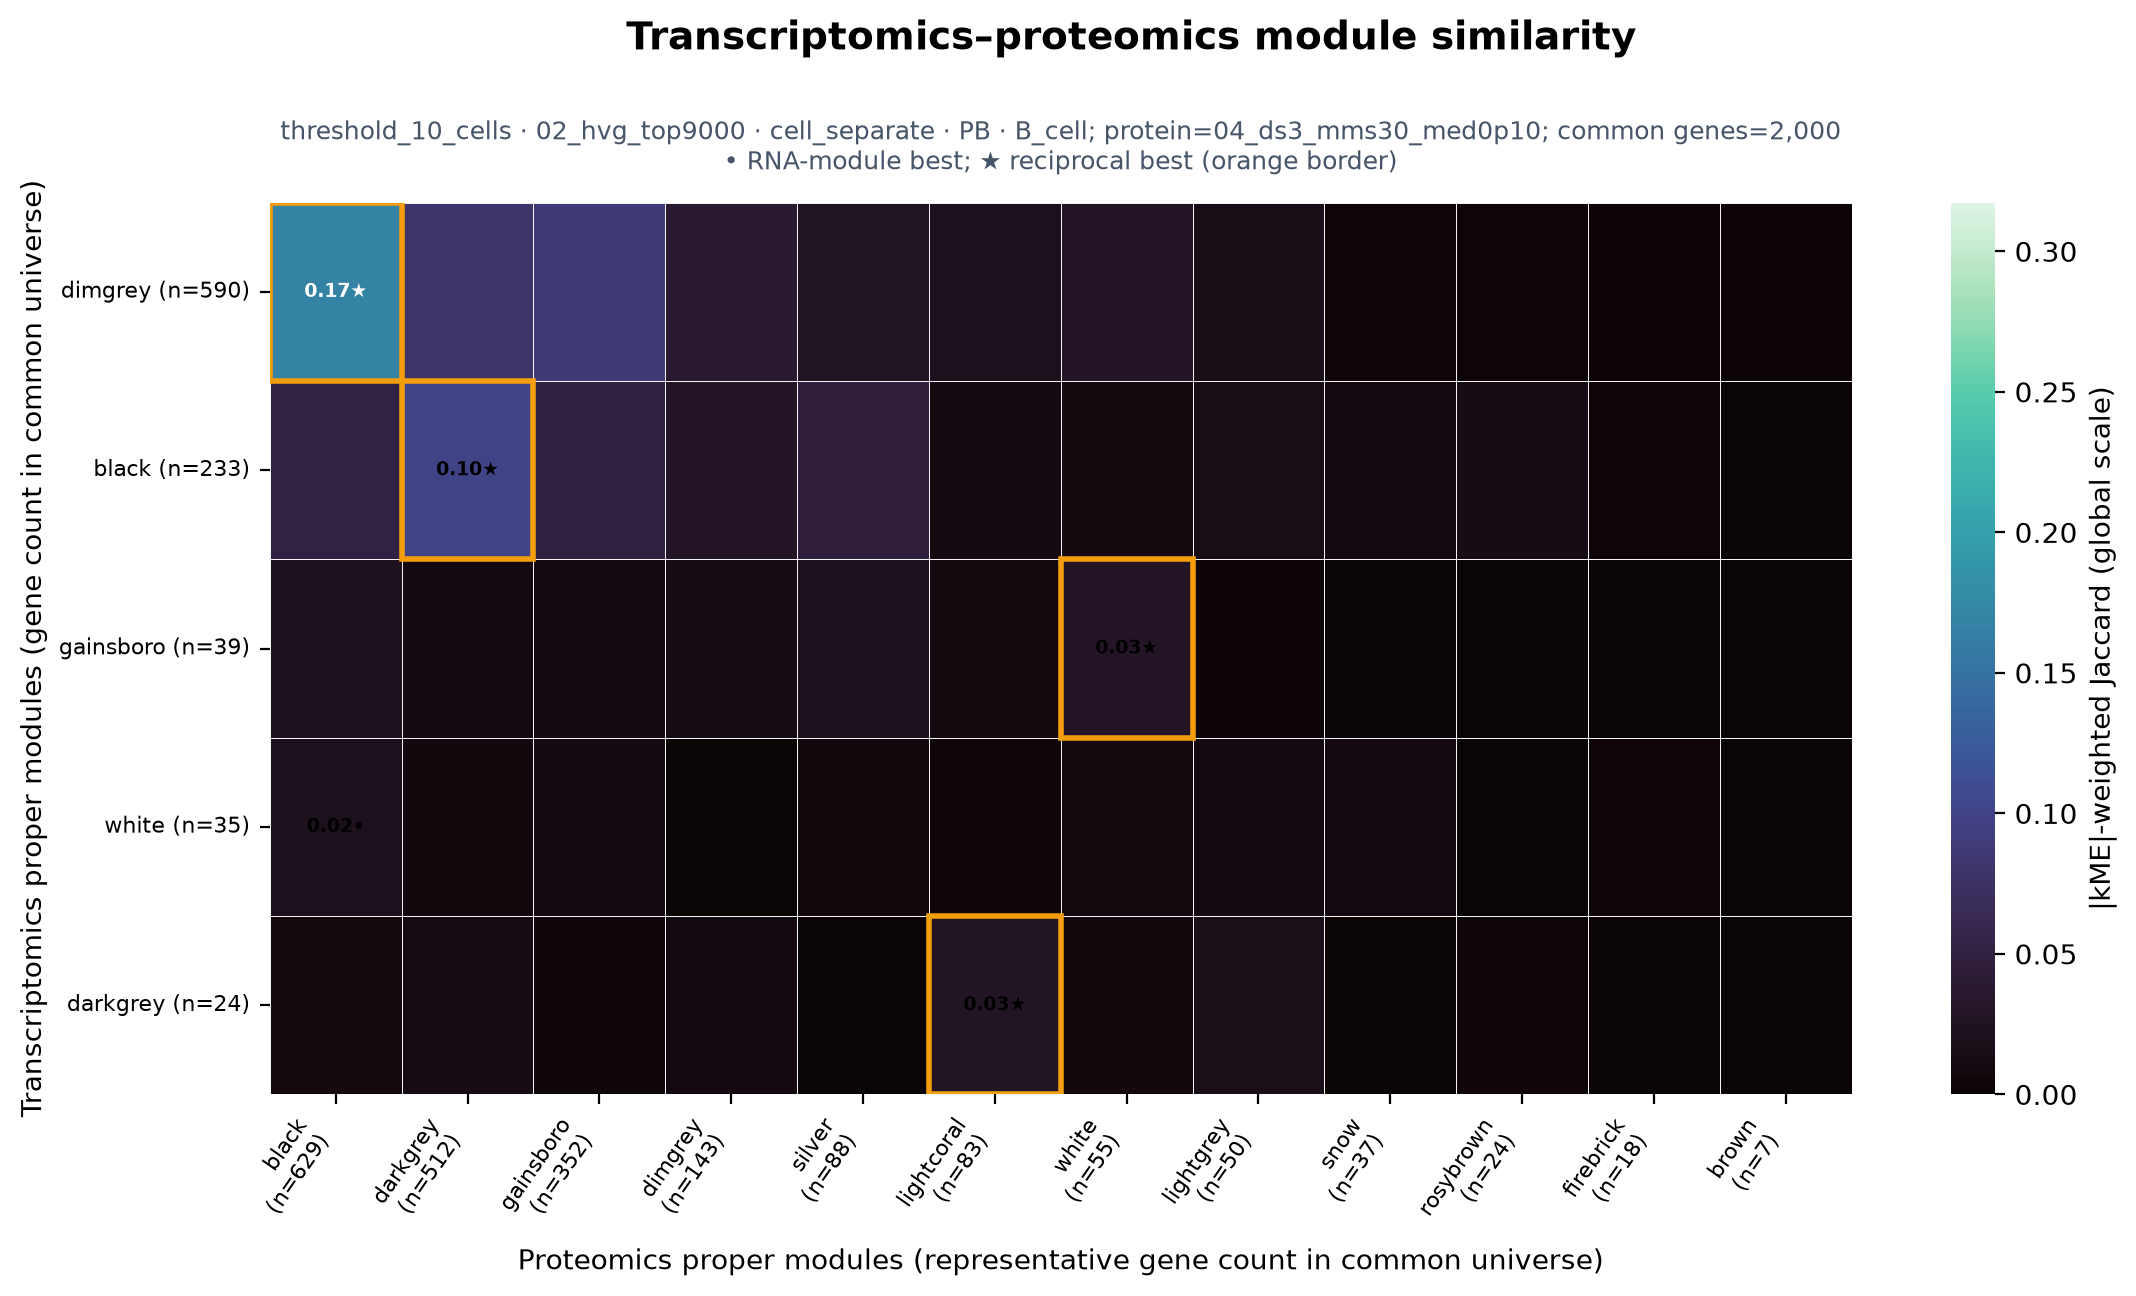 Transcriptomics–proteomics module similarity
threshold_10_cells · 02_hvg_top9000 · cell_separate · PB · B_cell; protein=04_ds3_mms30_med0p10; common genes=2,000
• RNA-module best; ★ reciprocal best (orange border)
Transcriptomics proper modules (gene count in common universe)
dimgrey (n=590)
black (n=233)
gainsboro (n=39)
white (n=35)
darkgrey (n=24)
0.17★
0.10★
0.03★
0.02•
0.03★
black
(n=629)
darkgrey
(n=512)
gainsboro
(n=352)
dimgrey
(n=143)
silver
(n=88)
lightcoral
(n=83)
white
(n=55)
lightgrey
(n=50)
snow
(n=37)
rosybrown
(n=24)
firebrick
(n=18)
brown
(n=7)
Proteomics proper modules (representative gene count in common universe)
0.30
0.25
0.20
0.15
0.10
0.05
0.00
|kME|-weighted Jaccard (global scale)